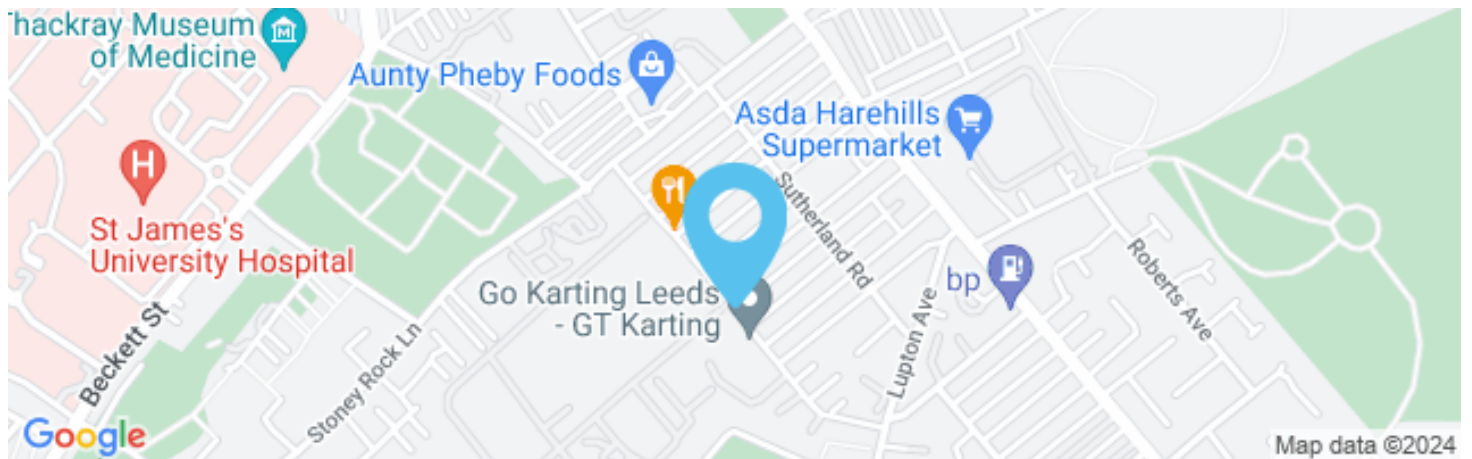 hackray Museum
of Medicine
Aunty Pheby Foods
Asda Harehills
Supermarket
H
St James's
University Hospital
Sutherland Rd
Go Karting Leeds
- GT Karting
bp
Lupton Ave
Roberts Ave
Beckett St
Stoney Rock Ln
Google
Map data ©2024